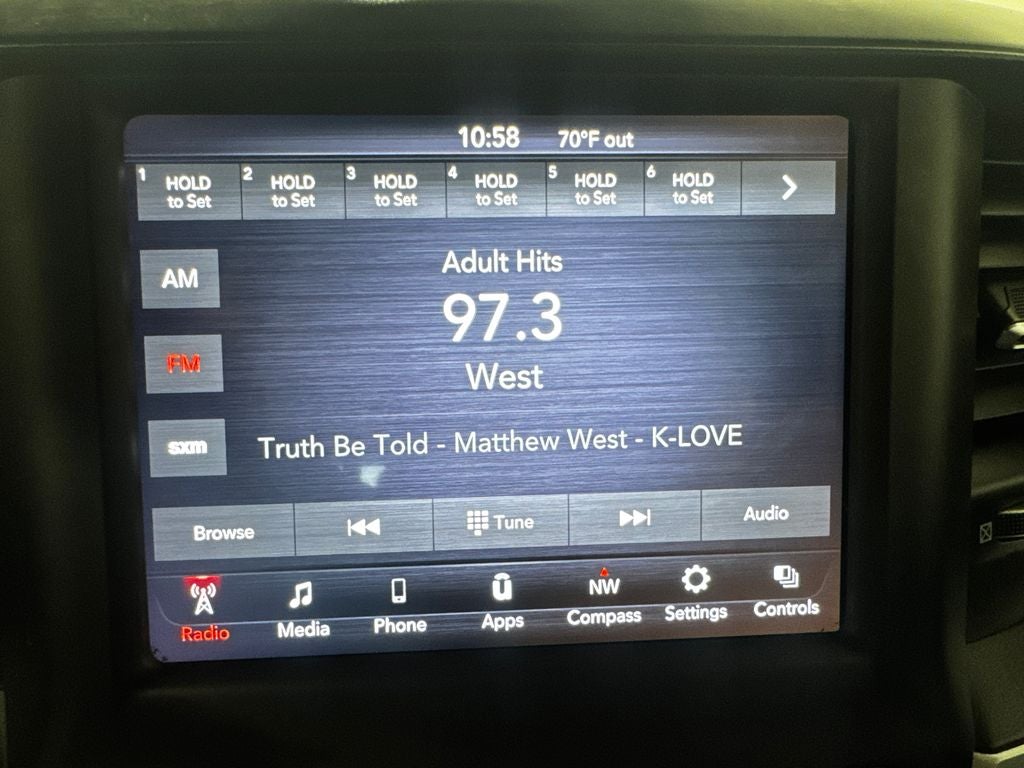 10:58 70°F out
1 HOLD to Set 2 HOLD to Set 3 HOLD to Set 4 HOLD to Set 5 HOLD to Set 6 HOLD to Set
AM
Adult Hits
97.3
FM
West
sxm
Truth Be Told - Matthew West - K-LOVE
Browse Tune Audio
NW
Radio Media Phone Apps Compass Settings Controls